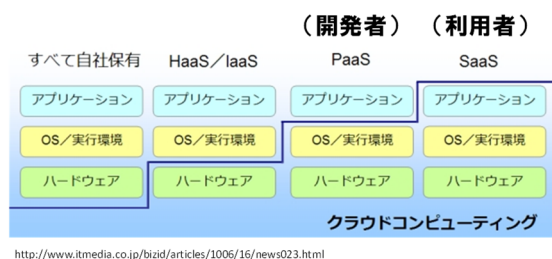 （開発者）（利用者）
すべて自社保有 HaaS／IaaS PaaS SaaS
アプリケーション アプリケーション アプリケーション アプリケーション
OS／実行環境 OS／実行環境 OS／実行環境 OS／実行環境
ハードウェア ハードウェア ハードウェア ハードウェア
クラウドコンピューティング
http://www.itmedia.co.jp/bizid/articles/1006/16/news023.html